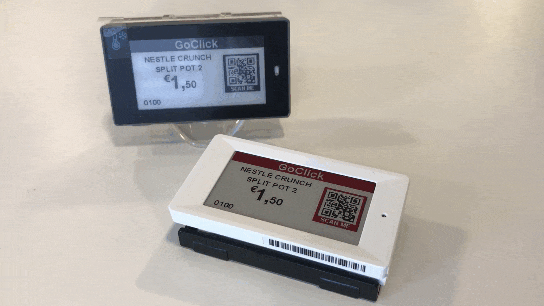 GoClick
NESTLE CRUNCH
SPLIT POT 2
€1,50
0100
SCAN ME
GoClick
NESTLE CRUNCH
SPLIT POT 2
€1,50
0100
SCAN ME